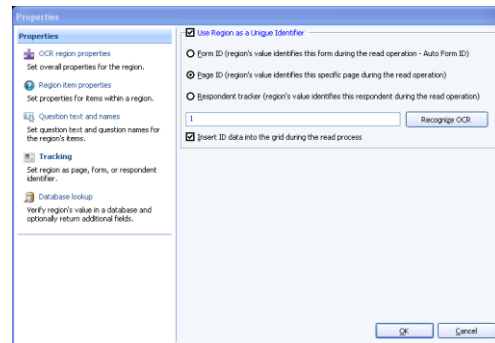 Properties
Properties
OCR region properties
Set overall properties for the region.
Region item properties
Set properties for items within a region.
Question text and names
Set question text and question names for
the region's items.
Tracking
Set region as page, form, or respondent
identifier.
Database lookup
Verify region's value in a database and
optionally return additional fields.
Use Region as a Unique Identifier
Form ID (region's value identifies this form during the read operation - Auto Form ID)
Page ID (region's value identifies this specific page during the read operation)
Respondent tracker (region's value identifies this respondent during the read operation)
1
Recognize OCR
Insert ID data into the grid during the read process
OK
Cancel